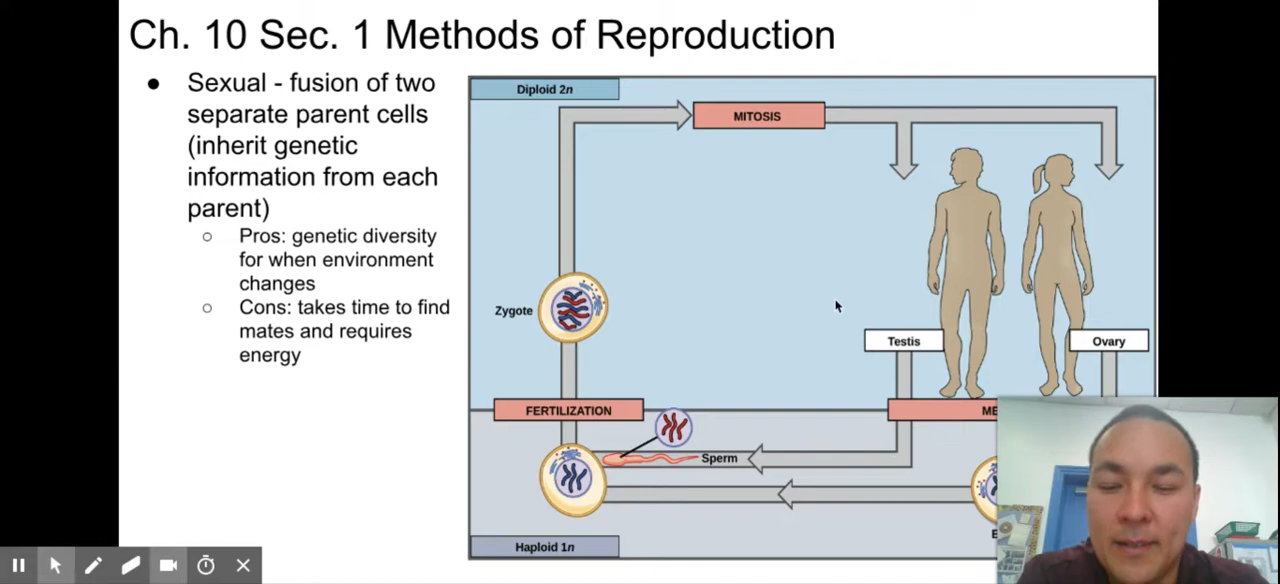 Ch. 10 Sec. 1 Methods of Reproduction
● Sexual - fusion of two
separate parent cells
(inherit genetic
information from each
parent)
○ Pros: genetic diversity
for when environment
changes
○ Cons: takes time to find
mates and requires
energy
Diploid 2n
MITOSIS
Zygote
Testis
Ovary
FERTILIZATION
ME
Sperm
E
Haploid 1n